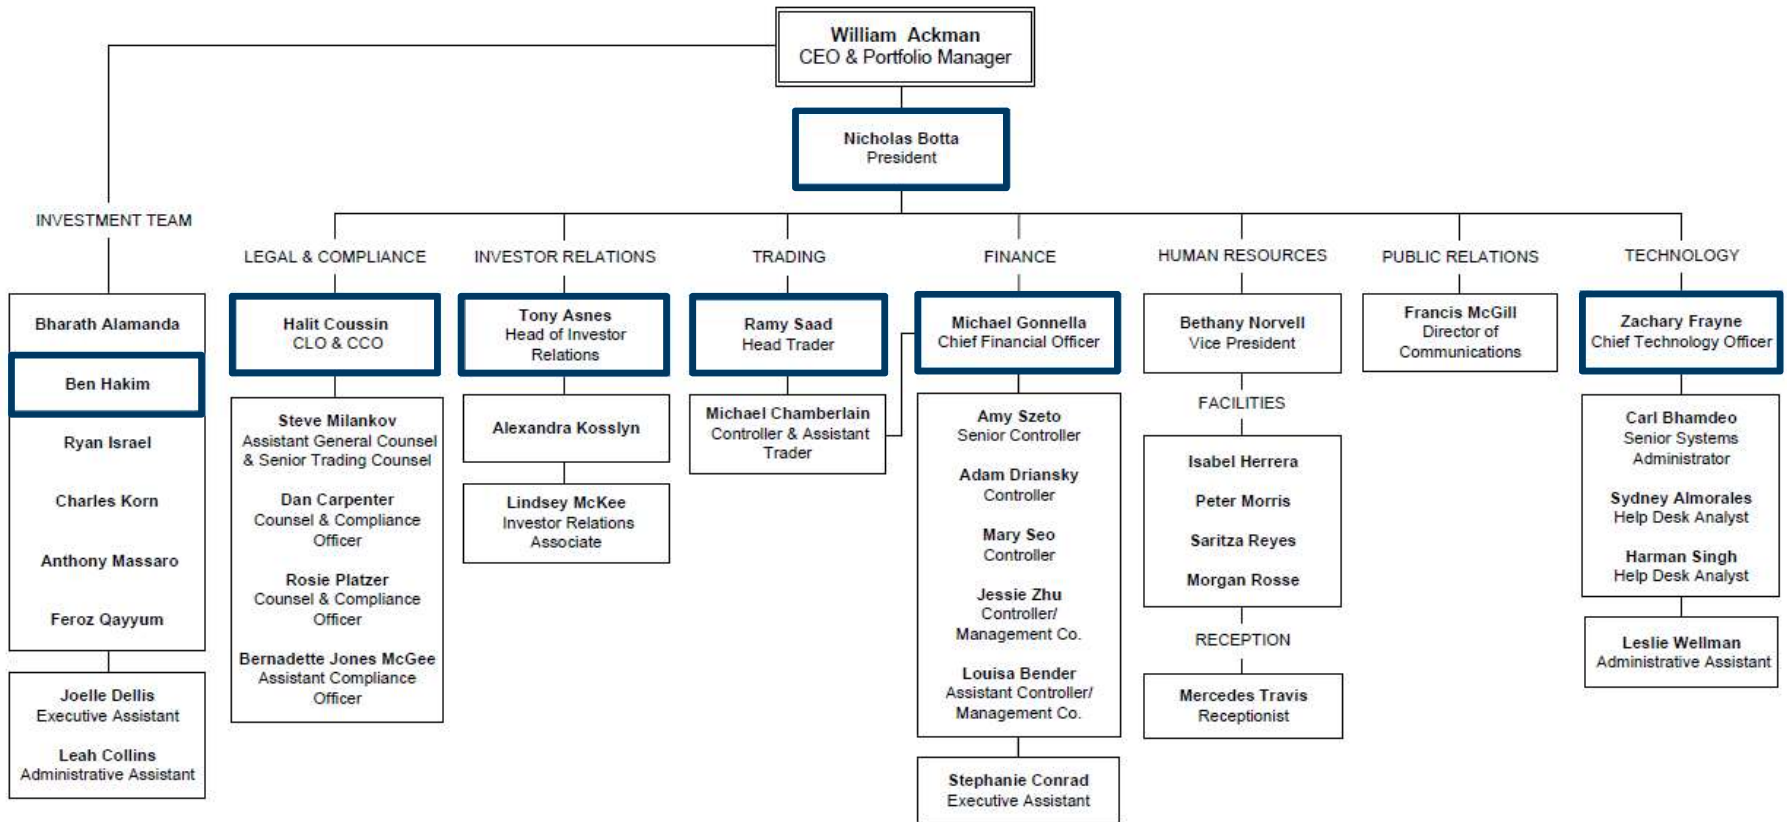 William Ackman
CEO & Portfolio Manager
Nicholas Botta
President
INVESTMENT TEAM
Bharath Alamanda
Ben Hakim
Ryan Israel
Charles Korn
Anthony Massaro
Feroz Qayyum
Joelle Dellis
Executive Assistant
Leah Collins
Administrative Assistant
LEGAL & COMPLIANCE
Halit Coussin
CLO & CCO
Steve Milankov
Assistant General Counsel
& Senior Trading Counsel
Dan Carpenter
Counsel & Compliance
Officer
Rosie Platzer
Counsel & Compliance
Officer
Bernadette Jones McGee
Assistant Compliance
Officer
INVESTOR RELATIONS
Tony Asnes
Head of Investor
Relations
Alexandra Kosslyn
Lindsey McKee
Investor Relations
Associate
TRADING
Ramy Saad
Head Trader
Michael Chamberlain
Controller & Assistant
Trader
FINANCE
Michael Gonnella
Chief Financial Officer
Amy Szeto
Senior Controller
Adam Driansky
Controller
Mary Seo
Controller
Jessie Zhu
Controller/
Management Co.
Louisa Bender
Assistant Controller/
Management Co.
Stephanie Conrad
Executive Assistant
HUMAN RESOURCES
Bethany Norvell
Vice President
FACILITIES
Isabel Herrera
Peter Morris
Saritza Reyes
Morgan Rosse
RECEPTION
Mercedes Travis
Receptionist
PUBLIC RELATIONS
Francis McGill
Director of
Communications
TECHNOLOGY
Zachary Frayne
Chief Technology Officer
Carl Bhamdeo
Senior Systems
Administrator
Sydney Almorales
Help Desk Analyst
Harman Singh
Help Desk Analyst
Leslie Wellman
Administrative Assistant